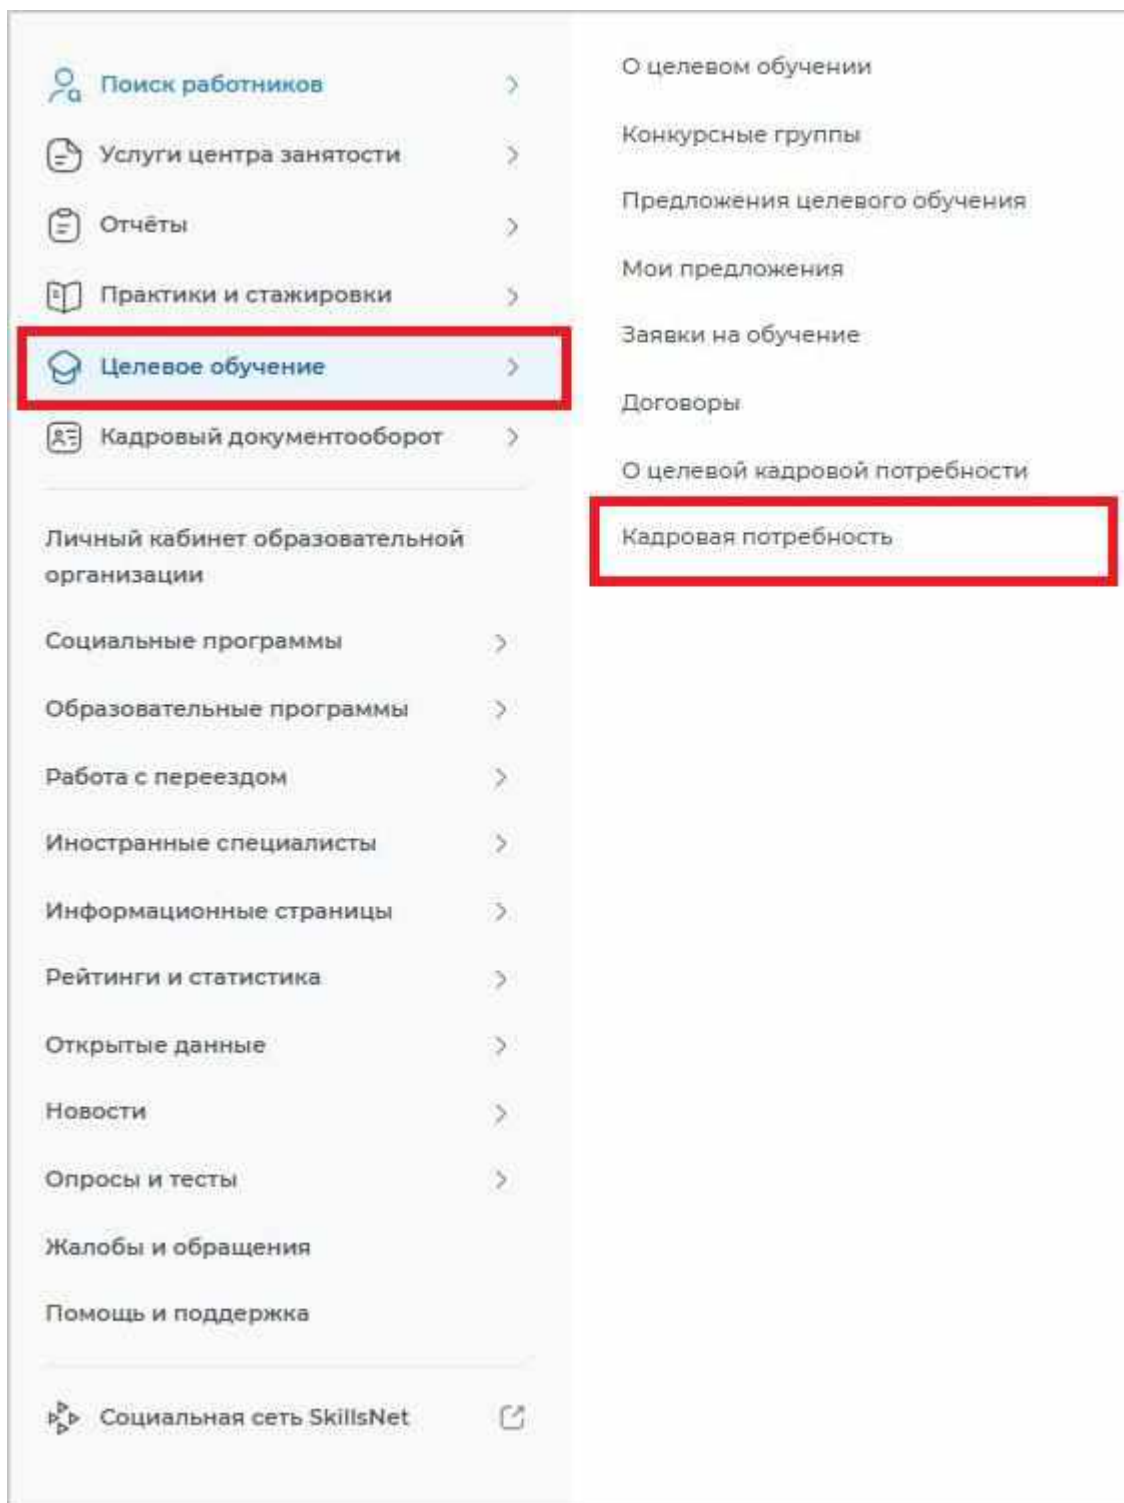 Поиск работников
Услуги центра занятости
Отчёты
Практики и стажировки
Целевое обучение
Кадровый документооборот
Личный кабинет образовательной
организации
Социальные программы
Образовательные программы
Работа с переездом
Иностранные специалисты
Информационные страницы
Рейтинги и статистика
Открытые данные
Новости
Опросы и тесты
Жалобы и обращения
Помощь и поддержка
Социальная сеть SkillsNet
О целевом обучении
Конкурсные группы
Предложения целевого обучения
Мои предложения
Заявки на обучение
Договоры
О целевой кадровой потребности
Кадровая потребность